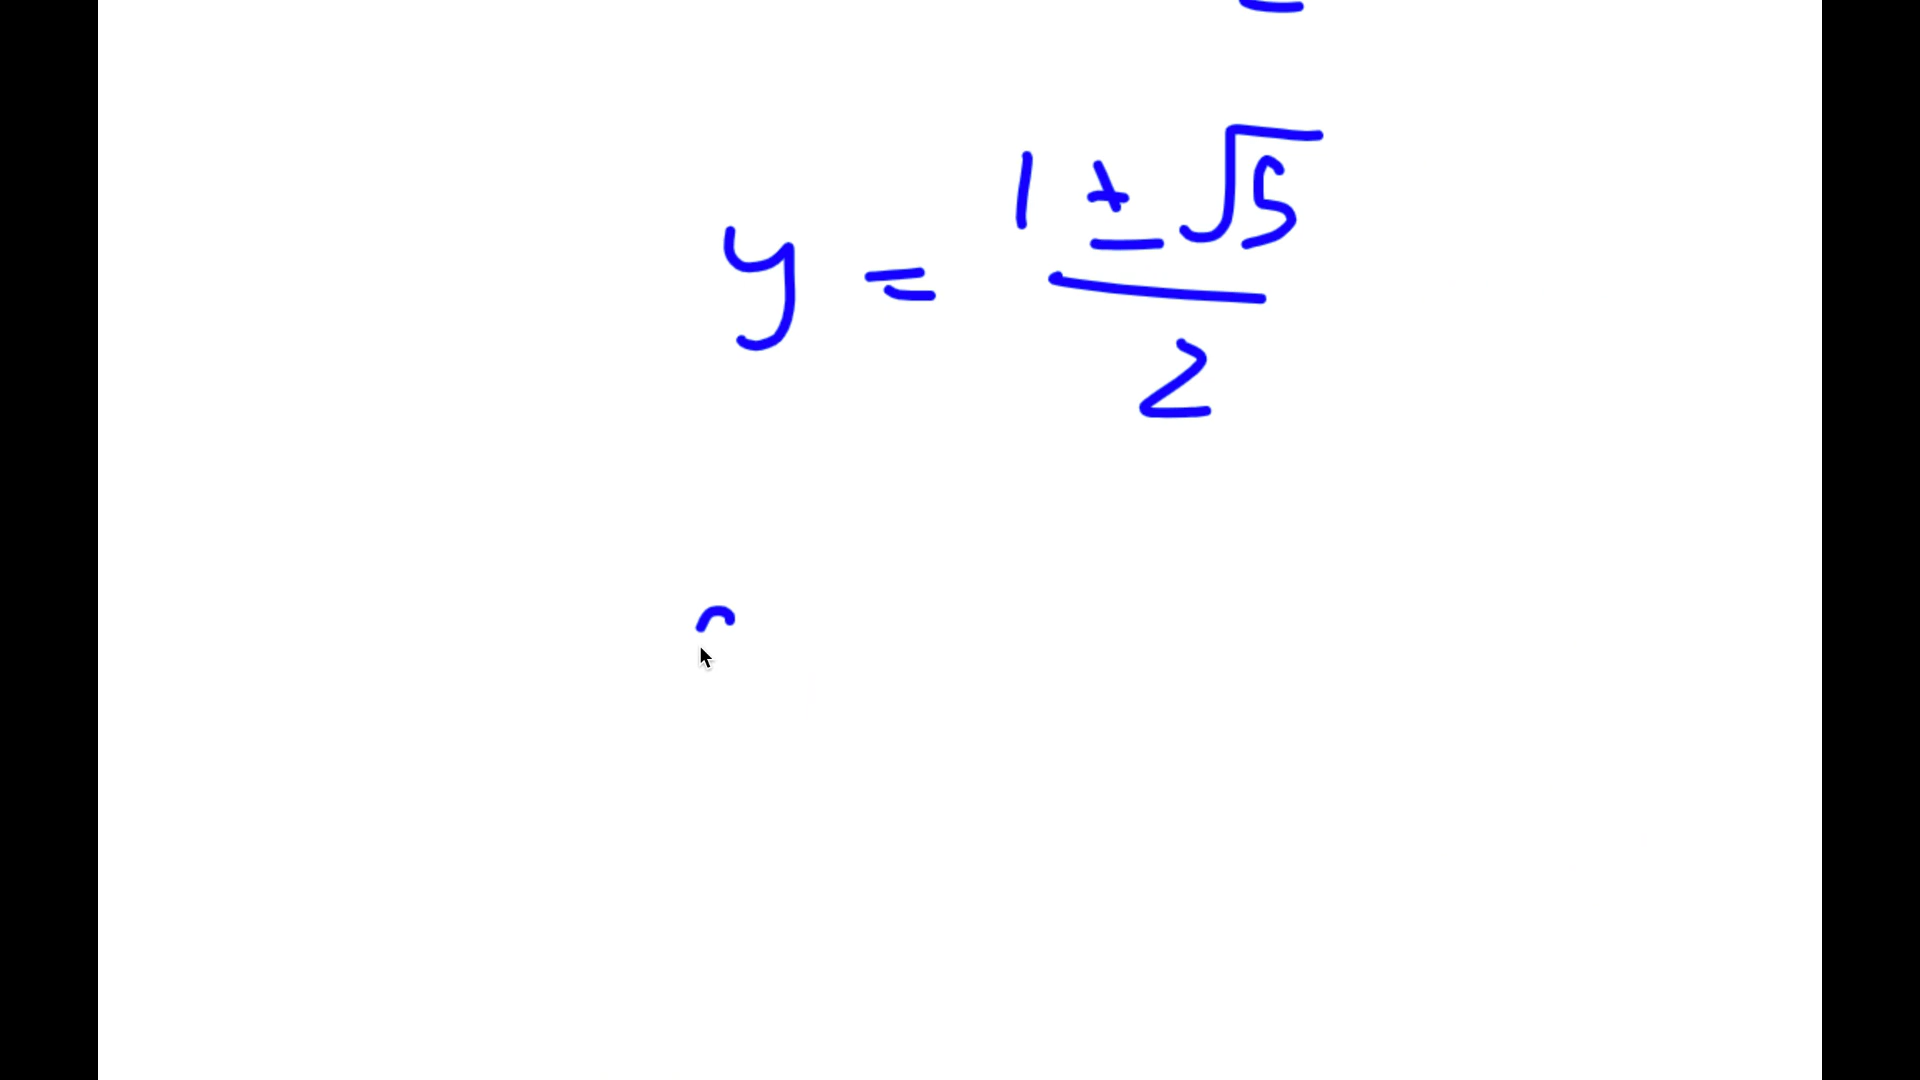 y = (1 ± √5) / 2